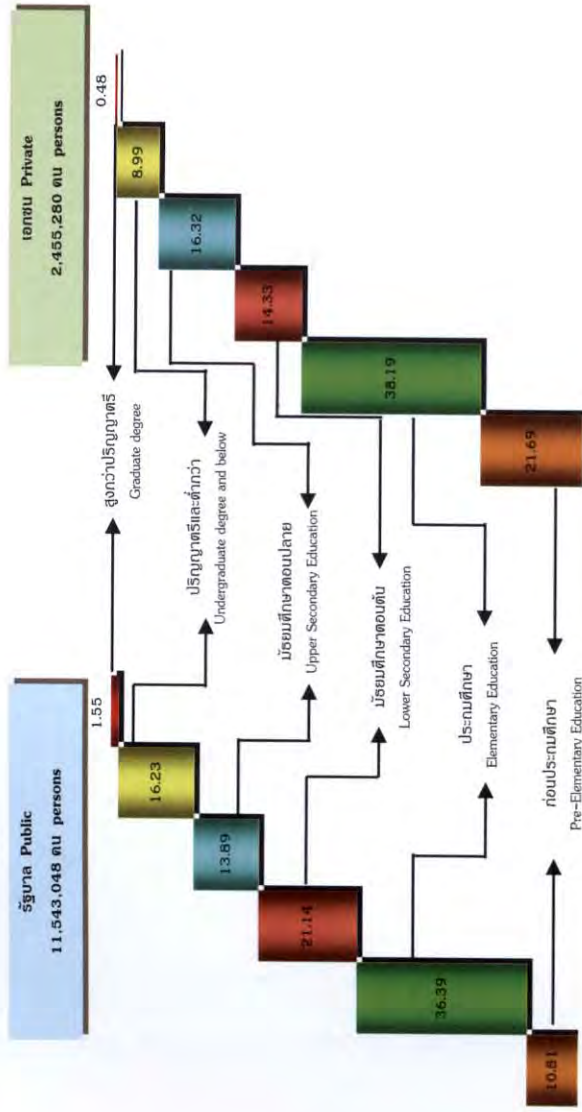 รัฐบาล Public
11,543,048 คน persons
เอกชน Private
2,455,280 คน persons
1.55
สูงกว่าปริญญาตรี
Graduate degree
0.48
16.23
ปริญญาตรีและต่ำกว่า
Undergraduate degree and below
8.99
13.89
มัธยมศึกษาตอนปลาย
Upper Secondary Education
16.32
21.14
มัธยมศึกษาตอนต้น
Lower Secondary Education
14.33
36.39
ประถมศึกษา
Elementary Education
38.19
10.81
ก่อนประถมศึกษา
Pre-Elementary Education
21.69